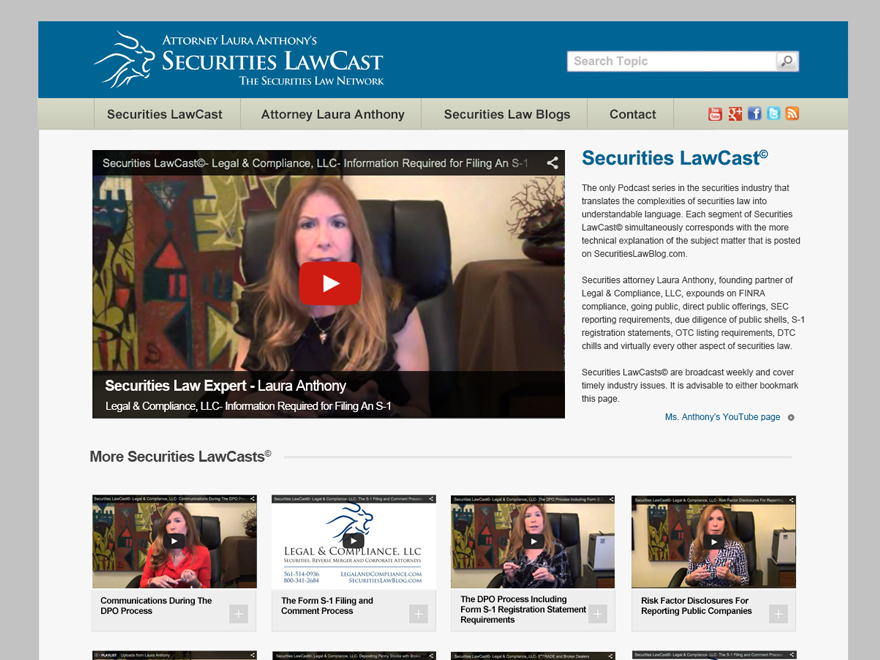 ATTORNEY LAURA ANTHONY'S
SECURITIES LAWCAST
THE SECURITIES LAW NETWORK
Search Topic
Securities LawCast
Attorney Laura Anthony
Securities Law Blogs
Contact
You
Tube
Securities LawCast©- Legal & Compliance, LLC- Information Required for Filing An S-1
Securities Law Expert - Laura Anthony
Legal & Compliance, LLC- Information Required for Filing An S-1
Securities LawCast©
The only Podcast series in the securities industry that
translates the complexities of securities law into
understandable language. Each segment of Securities
LawCast© simultaneously corresponds with the more
technical explanation of the subject matter that is posted
on SecuritiesLawBlog.com.
Securities attorney Laura Anthony, founding partner of
Legal & Compliance, LLC, expounds on FINRA
compliance, going public, direct public offerings, SEC
reporting requirements, due diligence of public shells, S-1
registration statements, OTC listing requirements, DTC
chills and virtually every other aspect of securities law.
Securities LawCasts© are broadcast weekly and cover
timely industry issues. It is advisable to either bookmark
this page.
Ms. Anthony's YouTube page
More Securities LawCasts©
Securities LawCast©- Legal & Compliance, LLC- Communications During The DPO
Communications During The
DPO Process
Securities LawCast©- Legal & Compliance, LLC- The S-1 Filing and Comment Process
LEGAL & COMPLIANCE, LLC
SECURITIES, REVERSE MERGER AND CORPORATE ATTORNEYS
561-514-0936 LEGALANDCOMPLIANCE.COM
800-341-2684 SECURITIESLAWBLOG.COM
The Form S-1 Filing and
Comment Process
Securities LawCast©- Legal & Compliance, LLC- The DPO Process Including Form S
The DPO Process Including
Form S-1 Registration Statement
Requirements
Securities LawCast©- Legal & Compliance, LLC- Risk Factor Disclosures For Reporting
Risk Factor Disclosures For
Reporting Public Companies
PLAYLIST Uploads from Laura Anthony
Securities LawCast©- Legal & Compliance, LLC- Depositing Penny Stocks with Broker
Securities LawCast©- Legal & Compliance, LLC- ETRADE and Broker Dealers
Securities LawCast©- Legal & Compliance, LLC- The S-1 Filing and Comment Process